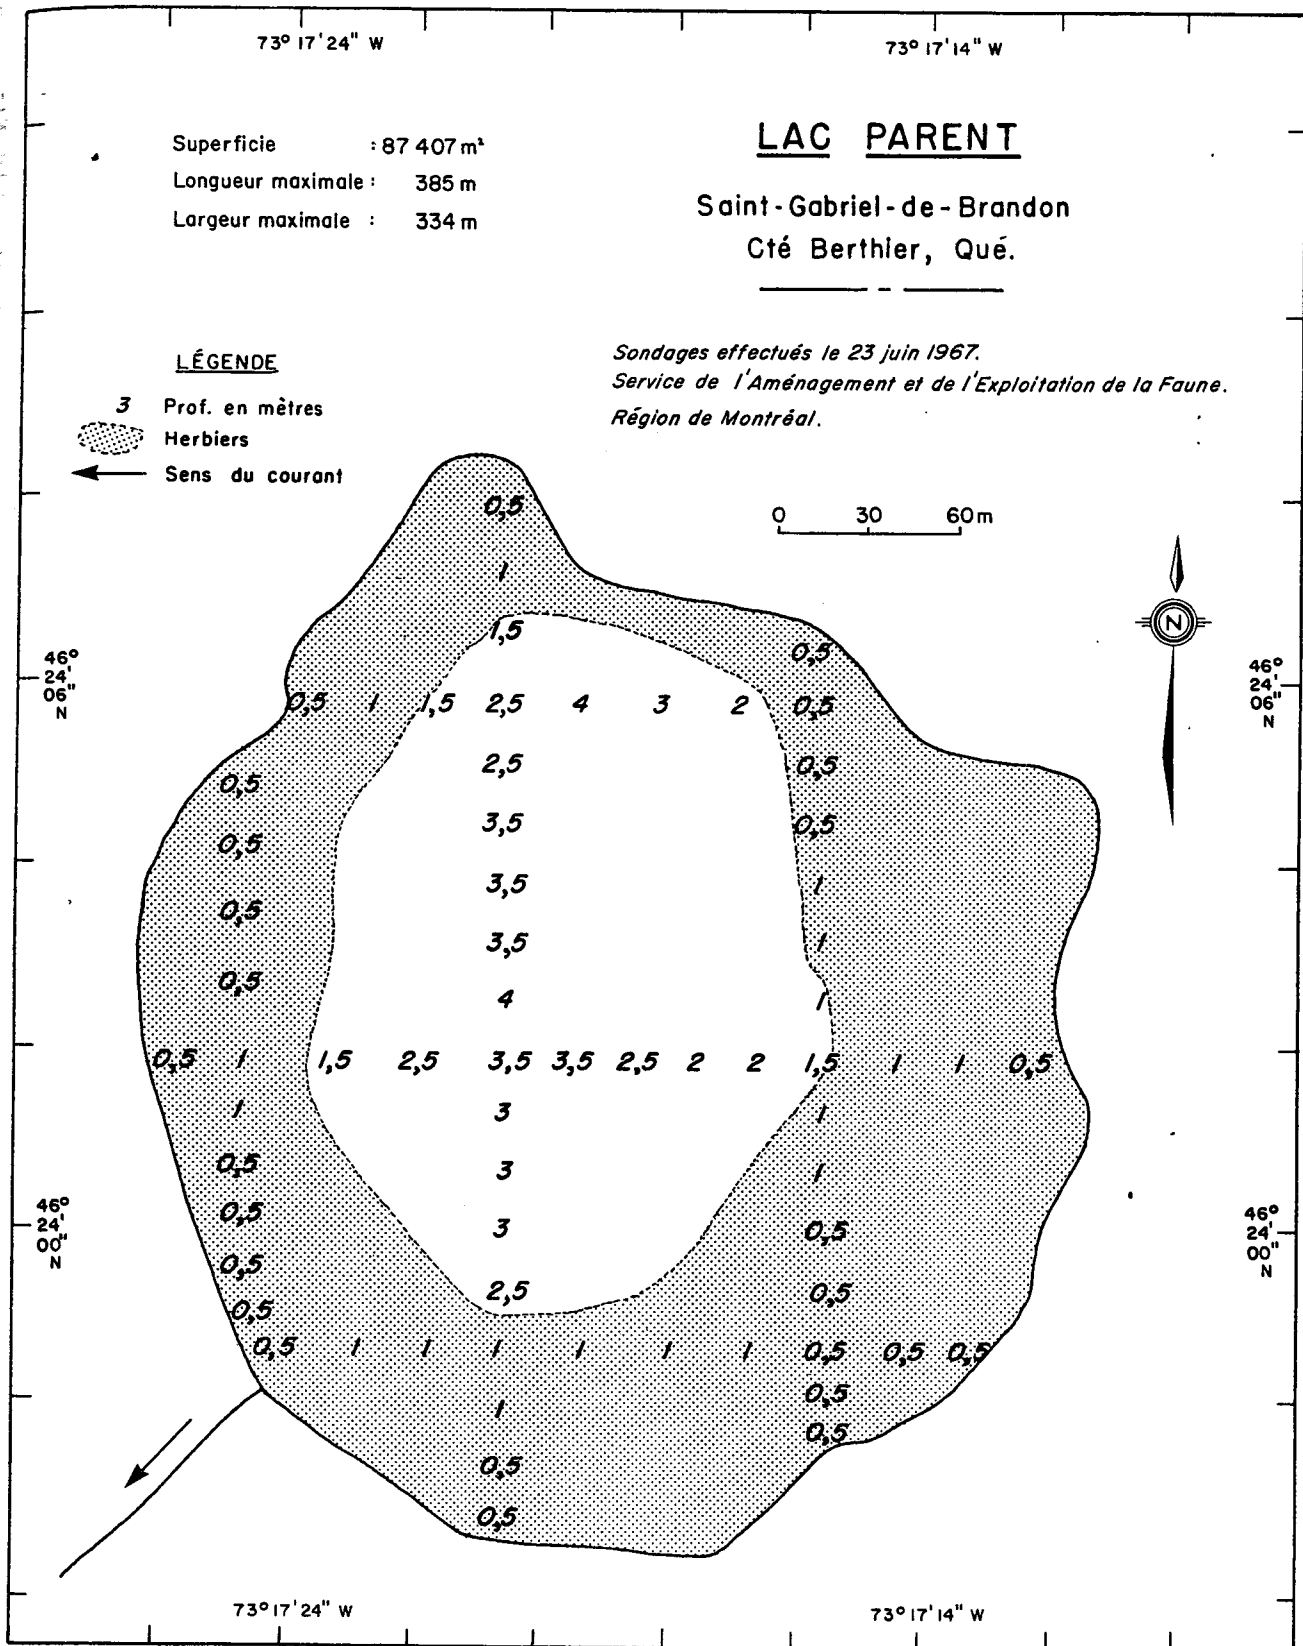 73° 17' 24" W
73° 17' 14" W
Superficie : 87 407 m²
Longueur maximale : 385 m
Largeur maximale : 334 m
LAC PARENT
Saint-Gabriel-de-Brandon
Cté Berthier, Qué.
LÉGENDE
3 Prof. en mètres
Herbiers
Sens du courant
Sondages effectués le 23 juin 1967.
Service de l'Aménagement et de l'Exploitation de la Faune.
Région de Montréal.
0 30 60 m
N
0,5
1
1,5
0,5
46°
24'
06"
N
46°
24'
06"
N
0,5 1 1,5 2,5 4 3 2 0,5
2,5 0,5
0,5
3,5 0,5
0,5
3,5 1
0,5
3,5 1
0,5
4 1
0,5 1 1,5 2,5 3,5 3,5 2,5 2 2 1,5 1 1 0,5
1 3 1
0,5 3 1
0,5 3 0,5
46°
24'
00"
N
46°
24'
00"
N
0,5
2,5 0,5
0,5
0,5 1 1 1 1 1 1 0,5 0,5 0,5
0,5
1
0,5
0,5
0,5
73° 17' 24" W
73° 17' 14" W